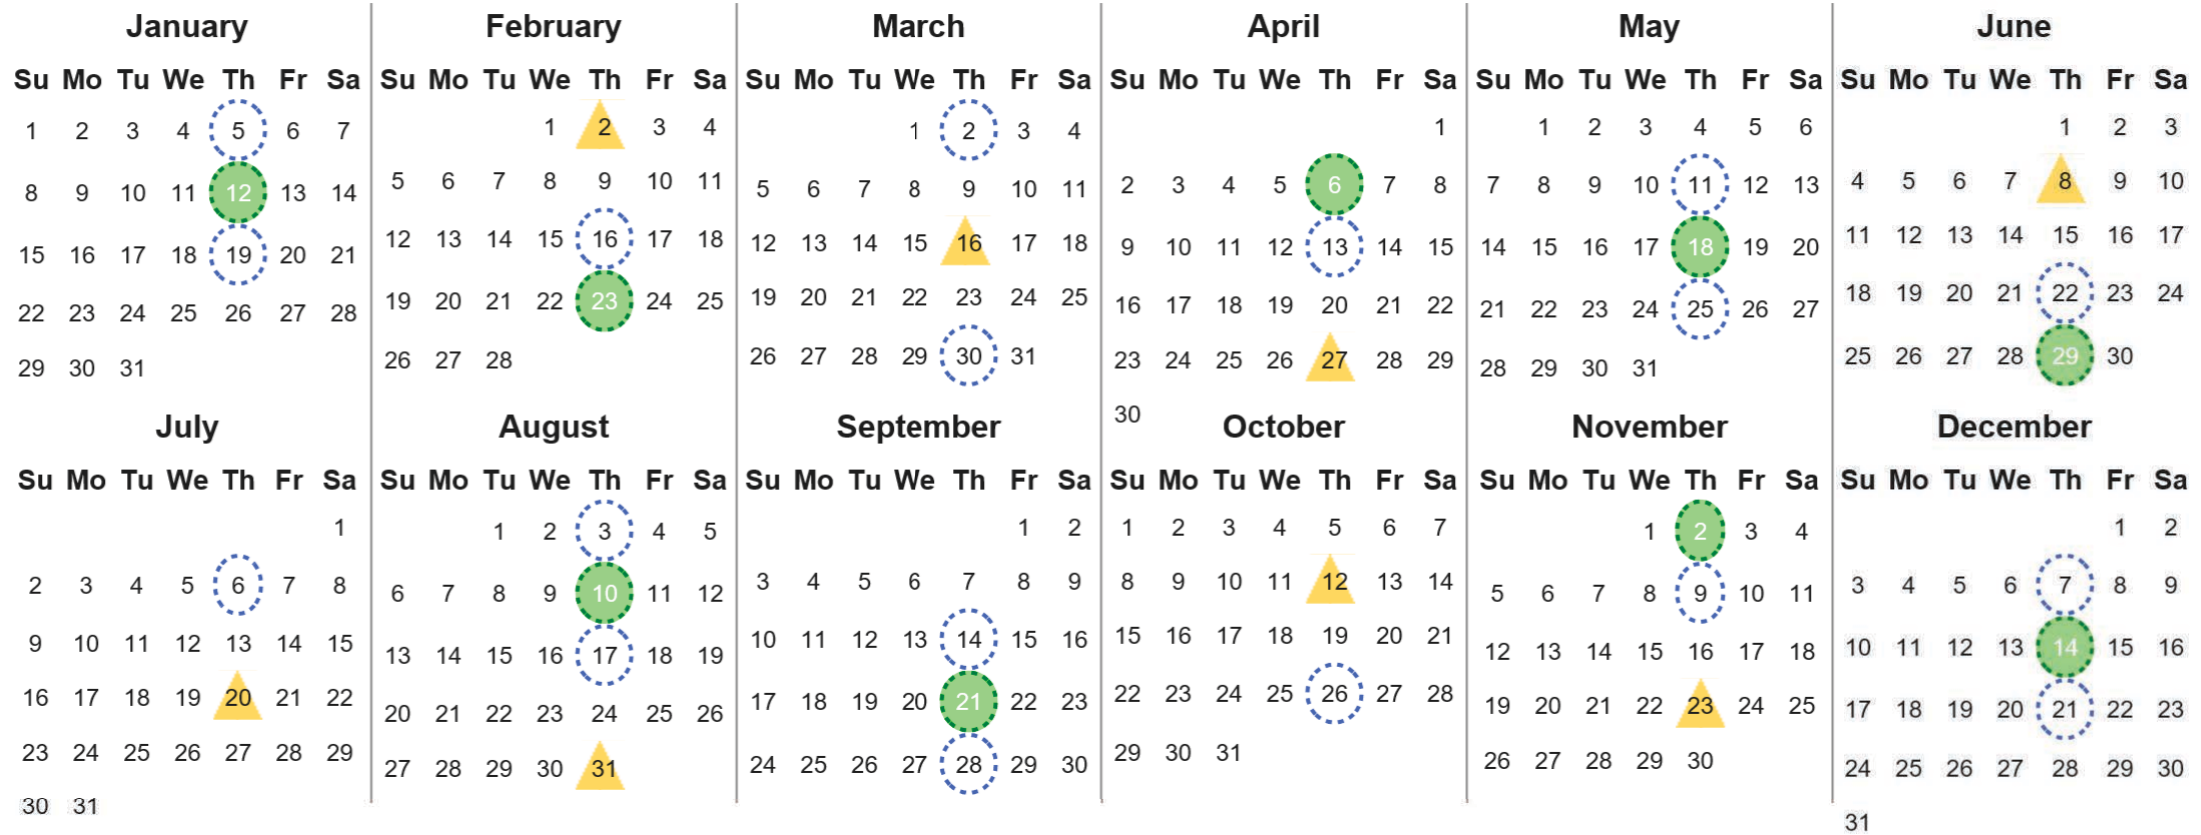 January
Su Mo Tu We Th Fr Sa
1 2 3 4 5 6 7
8 9 10 11 12 13 14
15 16 17 18 19 20 21
22 23 24 25 26 27 28
29 30 31
February
Su Mo Tu We Th Fr Sa
1 2 3 4
5 6 7 8 9 10 11
12 13 14 15 16 17 18
19 20 21 22 23 24 25
26 27 28
March
Su Mo Tu We Th Fr Sa
1 2 3 4
5 6 7 8 9 10 11
12 13 14 15 16 17 18
19 20 21 22 23 24 25
26 27 28 29 30 31
April
Su Mo Tu We Th Fr Sa
1
2 3 4 5 6 7 8
9 10 11 12 13 14 15
16 17 18 19 20 21 22
23 24 25 26 27 28 29
30
May
Su Mo Tu We Th Fr Sa
1 2 3 4 5 6
7 8 9 10 11 12 13
14 15 16 17 18 19 20
21 22 23 24 25 26 27
28 29 30 31
June
Su Mo Tu We Th Fr Sa
1 2 3
4 5 6 7 8 9 10
11 12 13 14 15 16 17
18 19 20 21 22 23 24
25 26 27 28 29 30
July
Su Mo Tu We Th Fr Sa
1
2 3 4 5 6 7 8
9 10 11 12 13 14 15
16 17 18 19 20 21 22
23 24 25 26 27 28 29
30 31
August
Su Mo Tu We Th Fr Sa
1 2 3 4 5
6 7 8 9 10 11 12
13 14 15 16 17 18 19
20 21 22 23 24 25 26
27 28 29 30 31
September
Su Mo Tu We Th Fr Sa
1 2
3 4 5 6 7 8 9
10 11 12 13 14 15 16
17 18 19 20 21 22 23
24 25 26 27 28 29 30
October
Su Mo Tu We Th Fr Sa
1 2 3 4 5 6 7
8 9 10 11 12 13 14
15 16 17 18 19 20 21
22 23 24 25 26 27 28
29 30 31
November
Su Mo Tu We Th Fr Sa
1 2 3 4
5 6 7 8 9 10 11
12 13 14 15 16 17 18
19 20 21 22 23 24 25
26 27 28 29 30
December
Su Mo Tu We Th Fr Sa
1 2
3 4 5 6 7 8 9
10 11 12 13 14 15 16
17 18 19 20 21 22 23
24 25 26 27 28 29 30
31